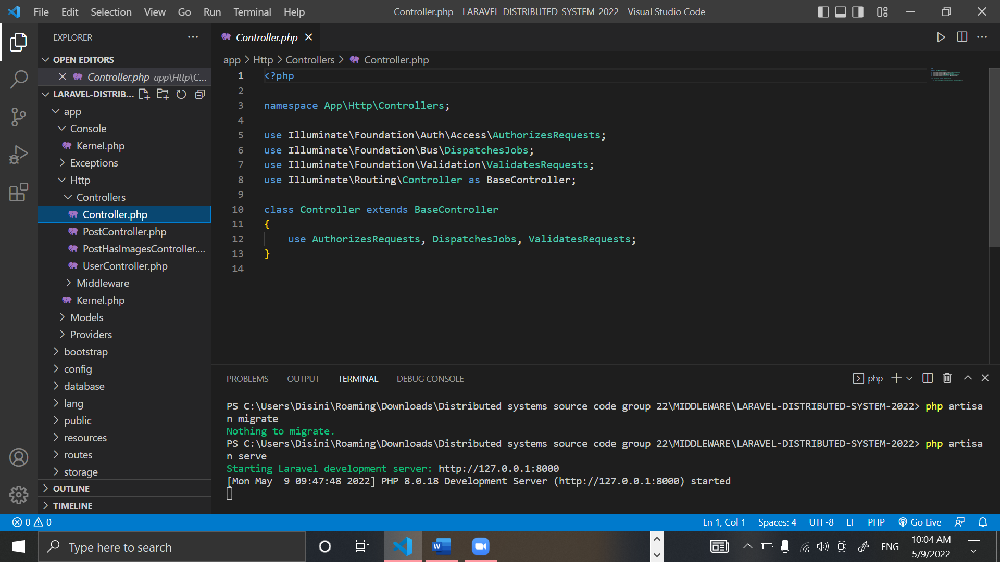 File Edit Selection View Go Run Terminal Help
Controller.php - LARAVEL-DISTRIBUTED-SYSTEM-2022 - Visual Studio Code
EXPLORER
OPEN EDITORS
Controller.php app\Http\C...
LARAVEL-DISTRIB...
app
Console
Kernel.php
Exceptions
Http
Controllers
Controller.php
PostController.php
PostHasImagesController....
UserController.php
Middleware
Kernel.php
Models
Providers
bootstrap
config
database
lang
public
resources
routes
storage
OUTLINE
TIMELINE
Controller.php
app > Http > Controllers > Controller.php
1 <?php
2
3 namespace App\Http\Controllers;
4
5 use Illuminate\Foundation\Auth\Access\AuthorizesRequests;
6 use Illuminate\Foundation\Bus\DispatchesJobs;
7 use Illuminate\Foundation\Validation\ValidatesRequests;
8 use Illuminate\Routing\Controller as BaseController;
9
10 class Controller extends BaseController
11 {
12 use AuthorizesRequests, DispatchesJobs, ValidatesRequests;
13 }
14
PROBLEMS OUTPUT TERMINAL DEBUG CONSOLE
php
PS C:\Users\Disini\Roaming\Downloads\Distributed systems source code group 22\MIDDLEWARE\LARAVEL-DISTRIBUTED-SYSTEM-2022> php artisa
n migrate
Nothing to migrate.
PS C:\Users\Disini\Roaming\Downloads\Distributed systems source code group 22\MIDDLEWARE\LARAVEL-DISTRIBUTED-SYSTEM-2022> php artisa
n serve
Starting Laravel development server: http://127.0.0.1:8000
[Mon May  9 09:47:48 2022] PHP 8.0.18 Development Server (http://127.0.0.1:8000) started
0 0
Ln 1, Col 1 Spaces: 4 UTF-8 LF PHP Go Live
Type here to search
W
ENG
10:04 AM
5/9/2022